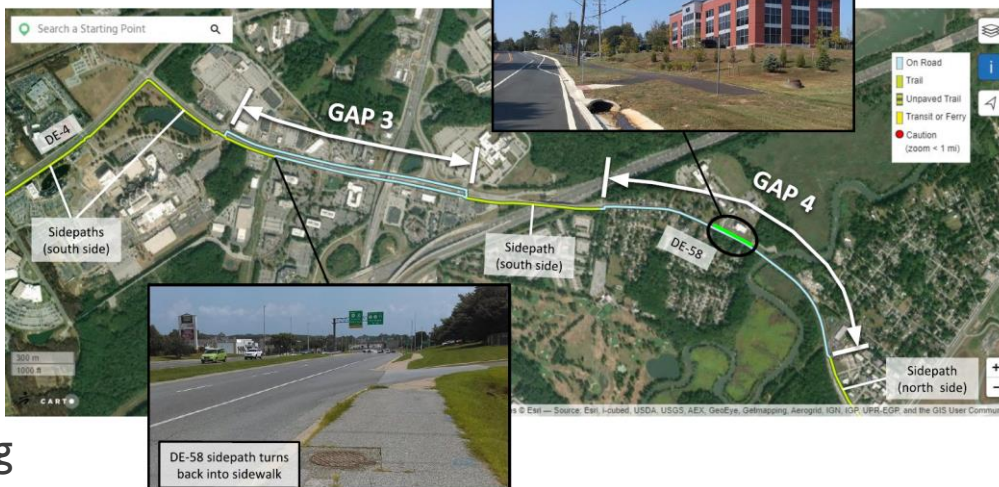 Search a Starting Point
On Road
Trail
Unpaved Trail
Transit or Ferry
Caution
(zoom < 1 mi)
i
GAP 3
DE-4
GAP 4
Sidepaths
(south side)
Sidepath
(south side)
DE-58
300 m
1000 ft
CARTO
Sidepath
(north side)
+
−
© Esri — Source: Esri, i-cubed, USDA, USGS, AEX, GeoEye, Getmapping, Aerogrid, IGN, IGP, UPR-EGP, and the GIS User
DE-58 sidepath turns
back into sidewalk
g